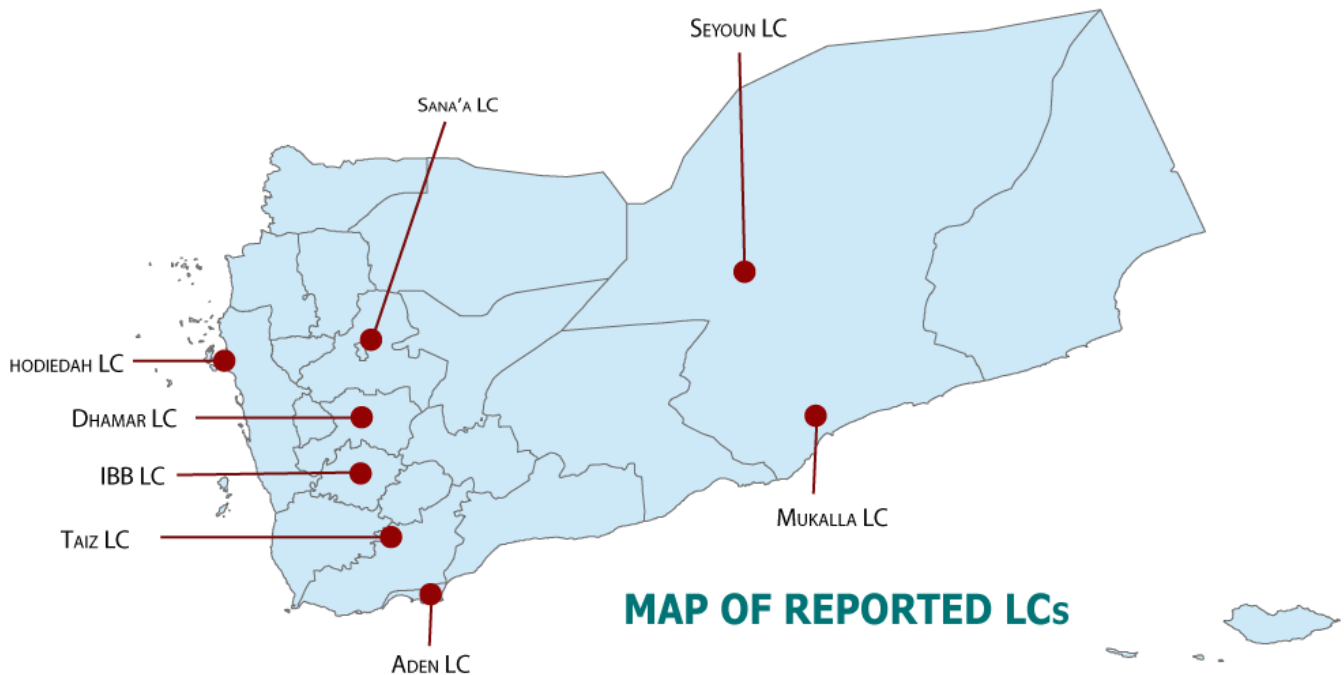 Seyoun LC
Sana'a LC
hodiedah LC
Dhamar LC
IBB LC
Mukalla LC
Taiz LC
MAP OF REPORTED LCs
Aden LC